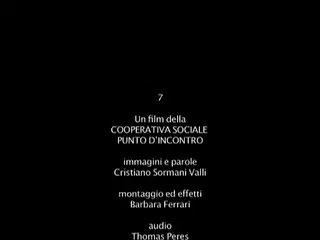 7
Un film della
COOPERATIVA SOCIALE
PUNTO D'INCONTRO
immagini e parole
Cristiano Sormani Valli
montaggio ed effetti
Barbara Ferrari
audio
Thomas Peres